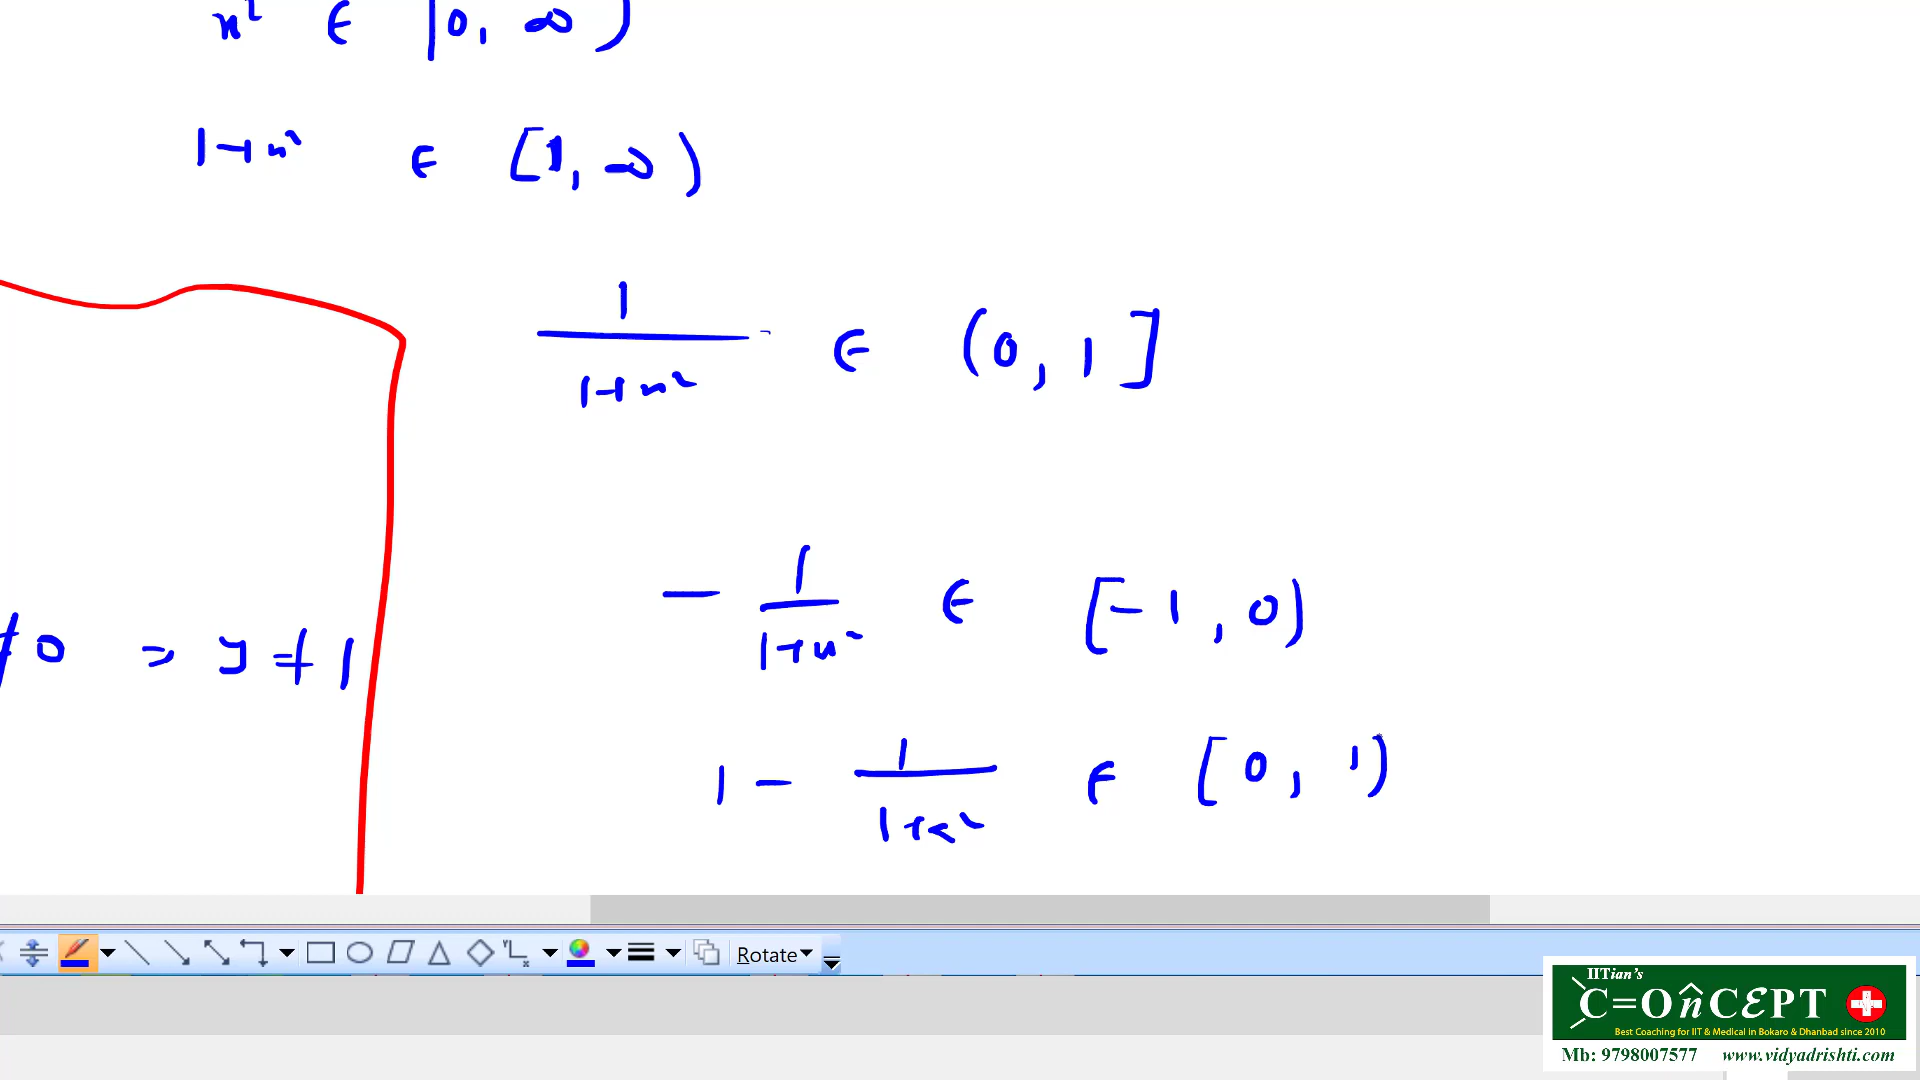 x² ∈ [0, ∞)
1+x² ∈ [1, ∞)
1/(1+x²) ∈ (0, 1]
- 1/(1+x²) ∈ [-1, 0)
≠ 0 ⇒ y ≠ 1
1 - 1/(1+x²) ∈ [0, 1)
Rotate
IITian's
C=OnCEPT
Best Coaching for IIT & Medical in Bokaro & Dhanbad since 2010
Mb: 9798007577 www.vidyadrishti.com